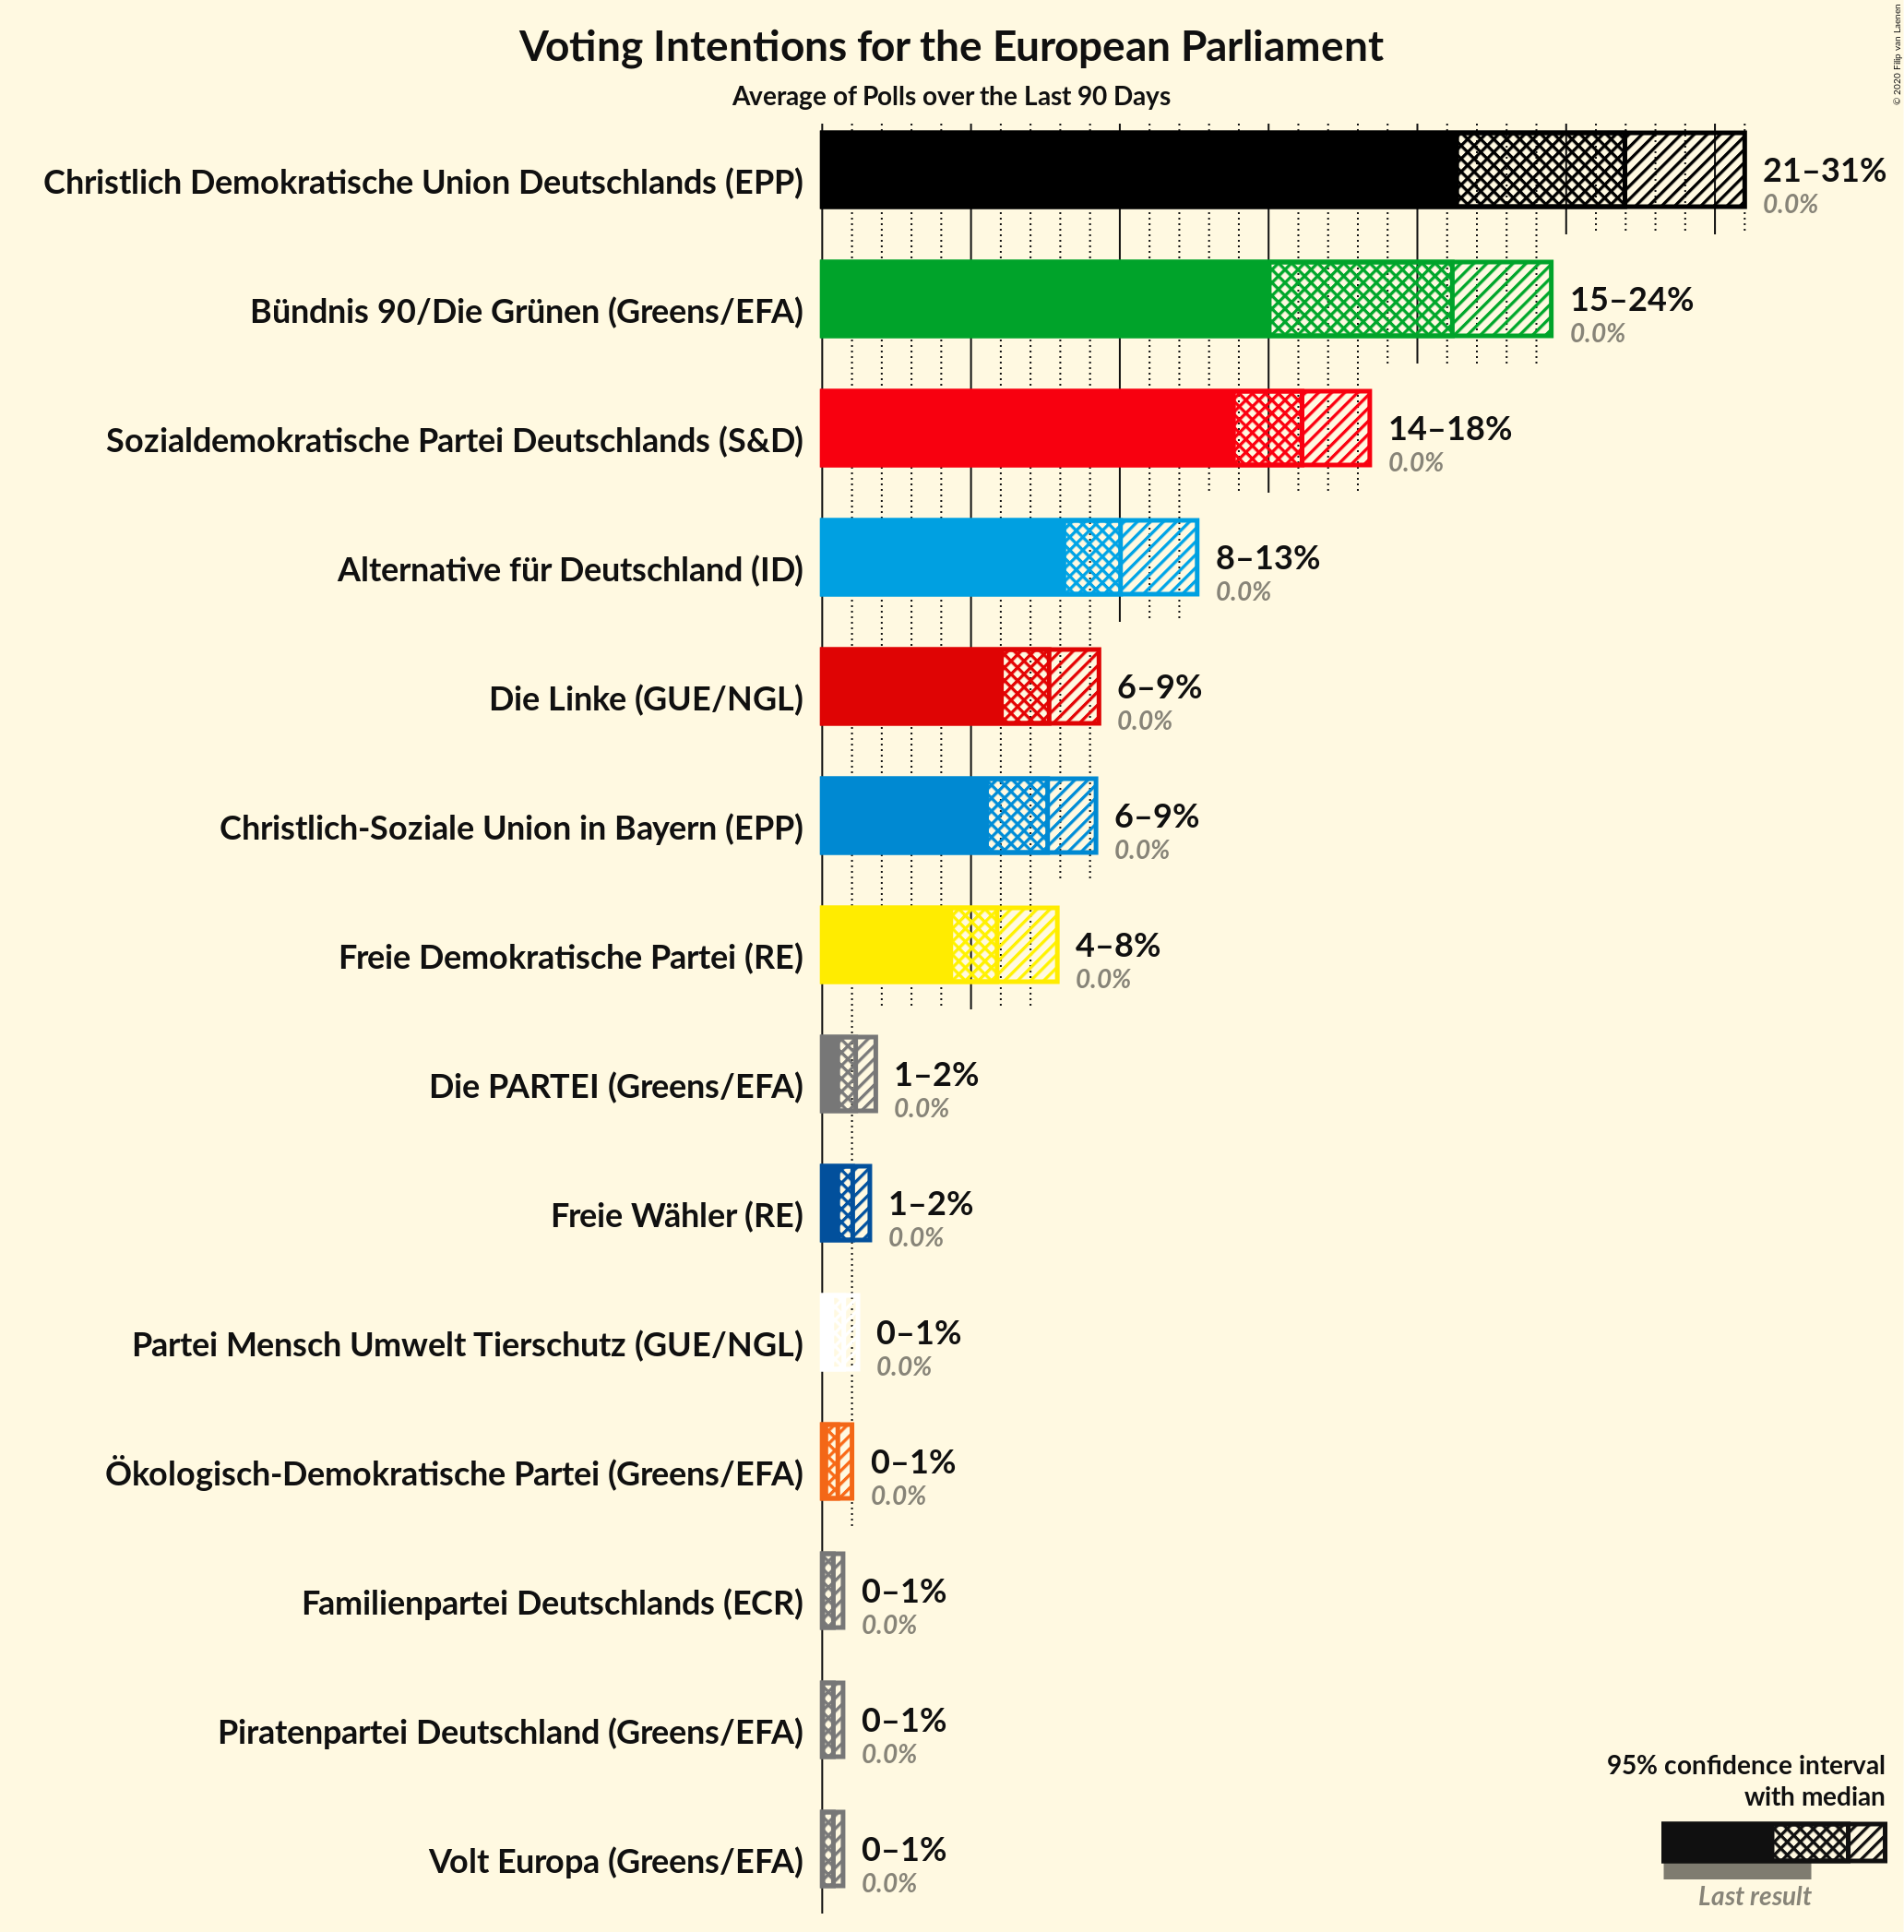 Voting Intentions for the European Parliament
Average of Polls over the Last 90 Days
© 2020 Filip van Laenen
Christlich Demokratische Union Deutschlands (EPP)
21–31%
0.0%
Bündnis 90/Die Grünen (Greens/EFA)
15–24%
0.0%
Sozialdemokratische Partei Deutschlands (S&D)
14–18%
0.0%
Alternative für Deutschland (ID)
8–13%
0.0%
Die Linke (GUE/NGL)
6–9%
0.0%
Christlich-Soziale Union in Bayern (EPP)
6–9%
0.0%
Freie Demokratische Partei (RE)
4–8%
0.0%
Die PARTEI (Greens/EFA)
1–2%
0.0%
Freie Wähler (RE)
1–2%
0.0%
Partei Mensch Umwelt Tierschutz (GUE/NGL)
0–1%
0.0%
Ökologisch-Demokratische Partei (Greens/EFA)
0–1%
0.0%
Familienpartei Deutschlands (ECR)
0–1%
0.0%
Piratenpartei Deutschland (Greens/EFA)
0–1%
0.0%
Volt Europa (Greens/EFA)
0–1%
0.0%
95% confidence interval
with median
Last result